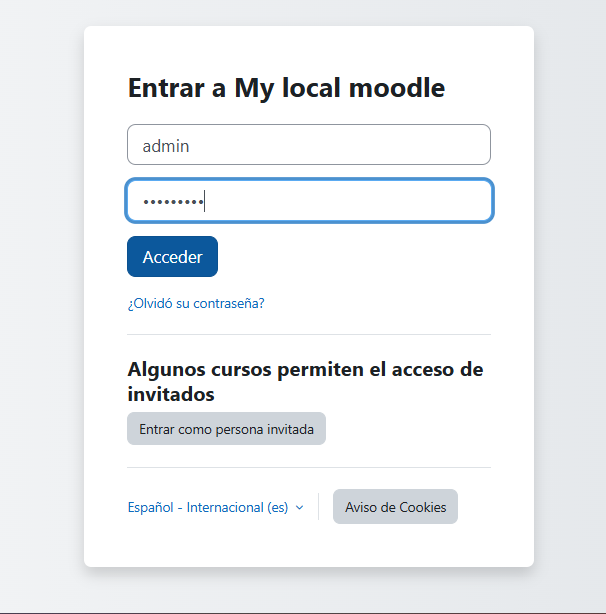 Entrar a My local moodle
admin
•••••••••
Acceder
¿Olvidó su contraseña?
Algunos cursos permiten el acceso de
invitados
Entrar como persona invitada
Español - Internacional (es)
Aviso de Cookies